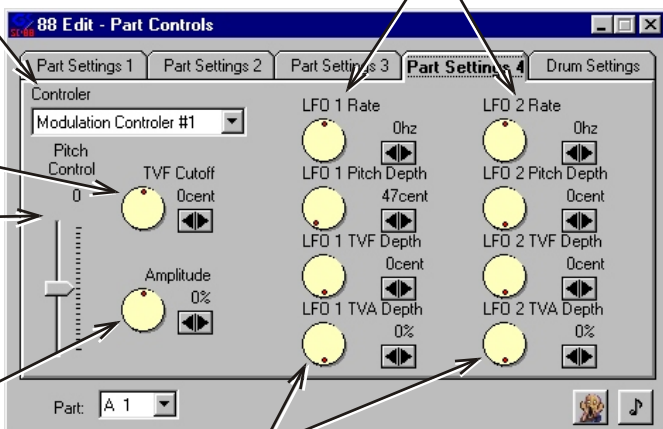 88 Edit - Part Controls
Part Settings 1 Part Settings 2 Part Settings 3 Part Settings 4 Drum Settings
Controler
Modulation Controler #1
Pitch
Control
0
TVF Cutoff
0cent
Amplitude
0%
LFO 1 Rate
0hz
LFO 1 Pitch Depth
47cent
LFO 1 TVF Depth
0cent
LFO 1 TVA Depth
0%
LFO 2 Rate
0hz
LFO 2 Pitch Depth
0cent
LFO 2 TVF Depth
0cent
LFO 2 TVA Depth
0%
Part: A 1